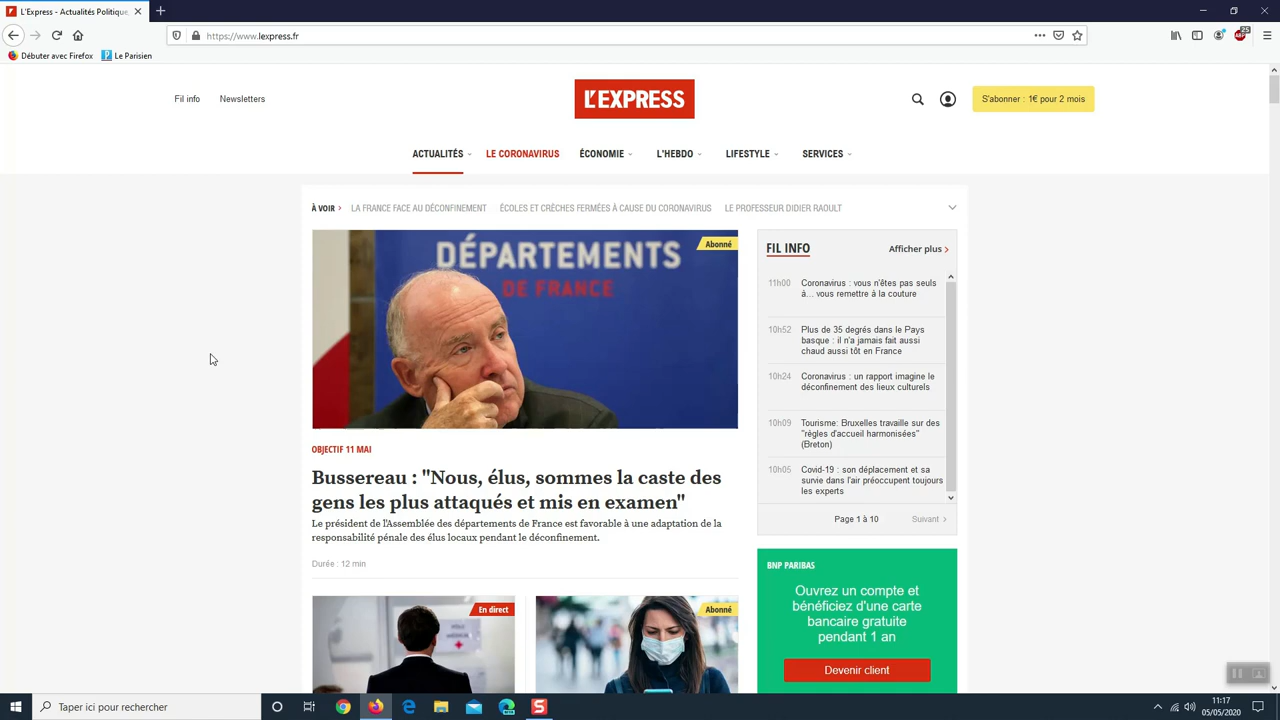 L'Express - Actualités Politique
https://www.lexpress.fr
Débuter avec Firefox
Le Parisien
Fil info
Newsletters
L'EXPRESS
S'abonner : 1€ pour 2 mois
ACTUALITÉS
LE CORONAVIRUS
ÉCONOMIE
L'HEBDO
LIFESTYLE
SERVICES
À VOIR
LA FRANCE FACE AU DÉCONFINEMENT
ÉCOLES ET CRÈCHES FERMÉES À CAUSE DU CORONAVIRUS
LE PROFESSEUR DIDIER RAOULT
DÉPARTEMENTS
DE FRANCE
Abonné
OBJECTIF 11 MAI
Bussereau : "Nous, élus, sommes la caste des
gens les plus attaqués et mis en examen"
Le président de l'Assemblée des départements de France est favorable à une adaptation de la
responsabilité pénale des élus locaux pendant le déconfinement.
Durée : 12 min
En direct
Abonné
FIL INFO
Afficher plus
11h00
Coronavirus : vous n'êtes pas seuls
à... vous remettre à la couture
10h52
Plus de 35 degrés dans le Pays
basque : il n'a jamais fait aussi
chaud aussi tôt en France
10h24
Coronavirus : un rapport imagine le
déconfinement des lieux culturels
10h09
Tourisme: Bruxelles travaille sur des
"règles d'accueil harmonisées"
(Breton)
10h05
Covid-19 : son déplacement et sa
survie dans l'air préoccupent toujours
les experts
Page 1 à 10
Suivant
BNP PARIBAS
Ouvrez un compte et
bénéficiez d'une carte
bancaire gratuite
pendant 1 an
Devenir client
Taper ici pour rechercher
11:17
05/05/2020